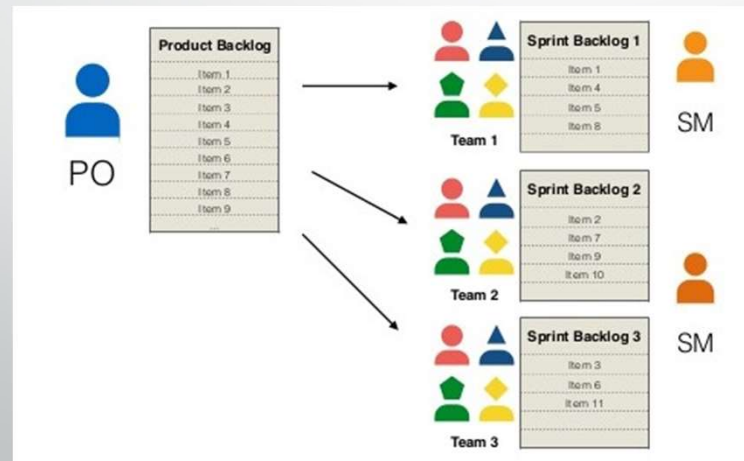 PO
Product Backlog
Item 1
Item 2
Item 3
Item 4
Item 5
Item 6
Item 7
Item 8
Item 9
...
Team 1
Sprint Backlog 1
Item 1
Item 4
Item 5
Item 8
SM
Team 2
Sprint Backlog 2
Item 2
Item 7
Item 9
Item 10
Team 3
Sprint Backlog 3
Item 3
Item 6
Item 11
SM